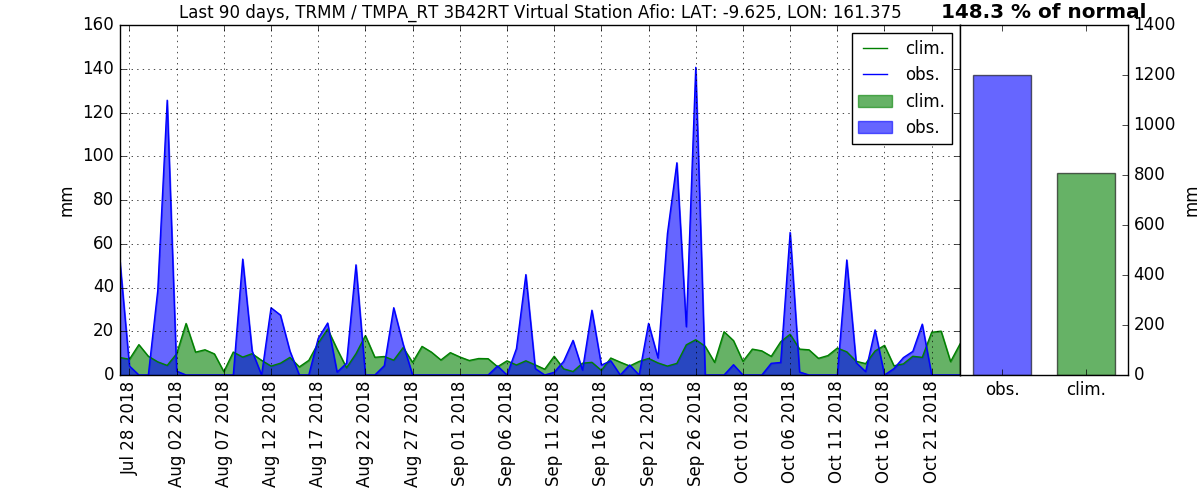 Last 90 days, TRMM / TMPA_RT 3B42RT Virtual Station Afio: LAT: -9.625, LON: 161.375
148.3 % of normal
160
140
120
100
80
60
40
20
0
mm
clim.
obs.
clim.
obs.
Jul 28 2018
Aug 02 2018
Aug 07 2018
Aug 12 2018
Aug 17 2018
Aug 22 2018
Aug 27 2018
Sep 01 2018
Sep 06 2018
Sep 11 2018
Sep 16 2018
Sep 21 2018
Sep 26 2018
Oct 01 2018
Oct 06 2018
Oct 11 2018
Oct 16 2018
Oct 21 2018
1400
1200
1000
800
600
400
200
0
mm
obs.
clim.